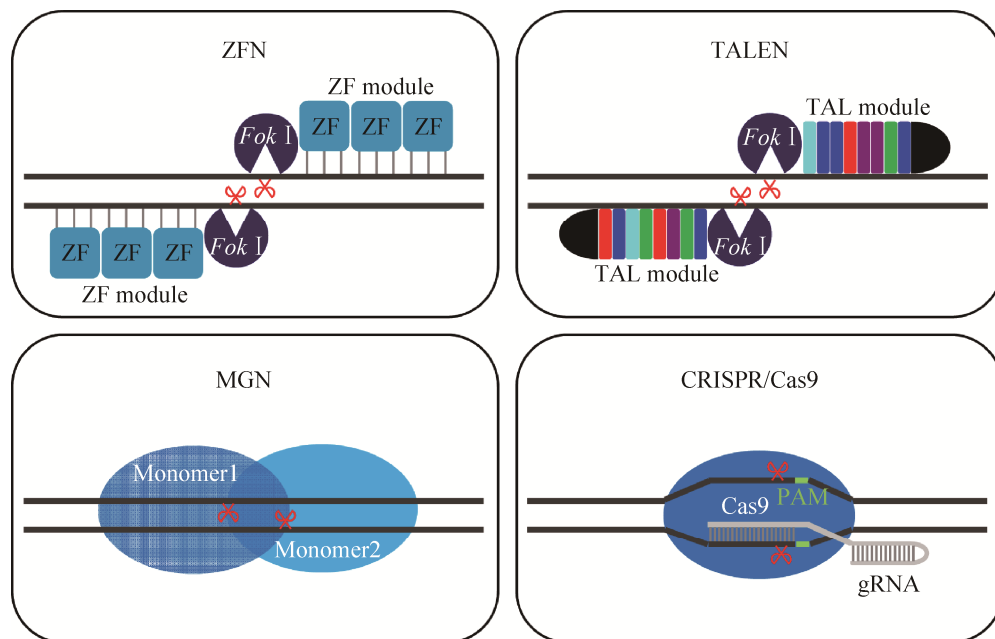 ZFN
ZF module
Fok Ⅰ
ZF
ZF
ZF
ZF
ZF
ZF
Fok Ⅰ
ZF module
TALEN
TAL module
Fok Ⅰ
TAL module
Fok Ⅰ
MGN
Monomer1
Monomer2
CRISPR/Cas9
PAM
Cas9
gRNA